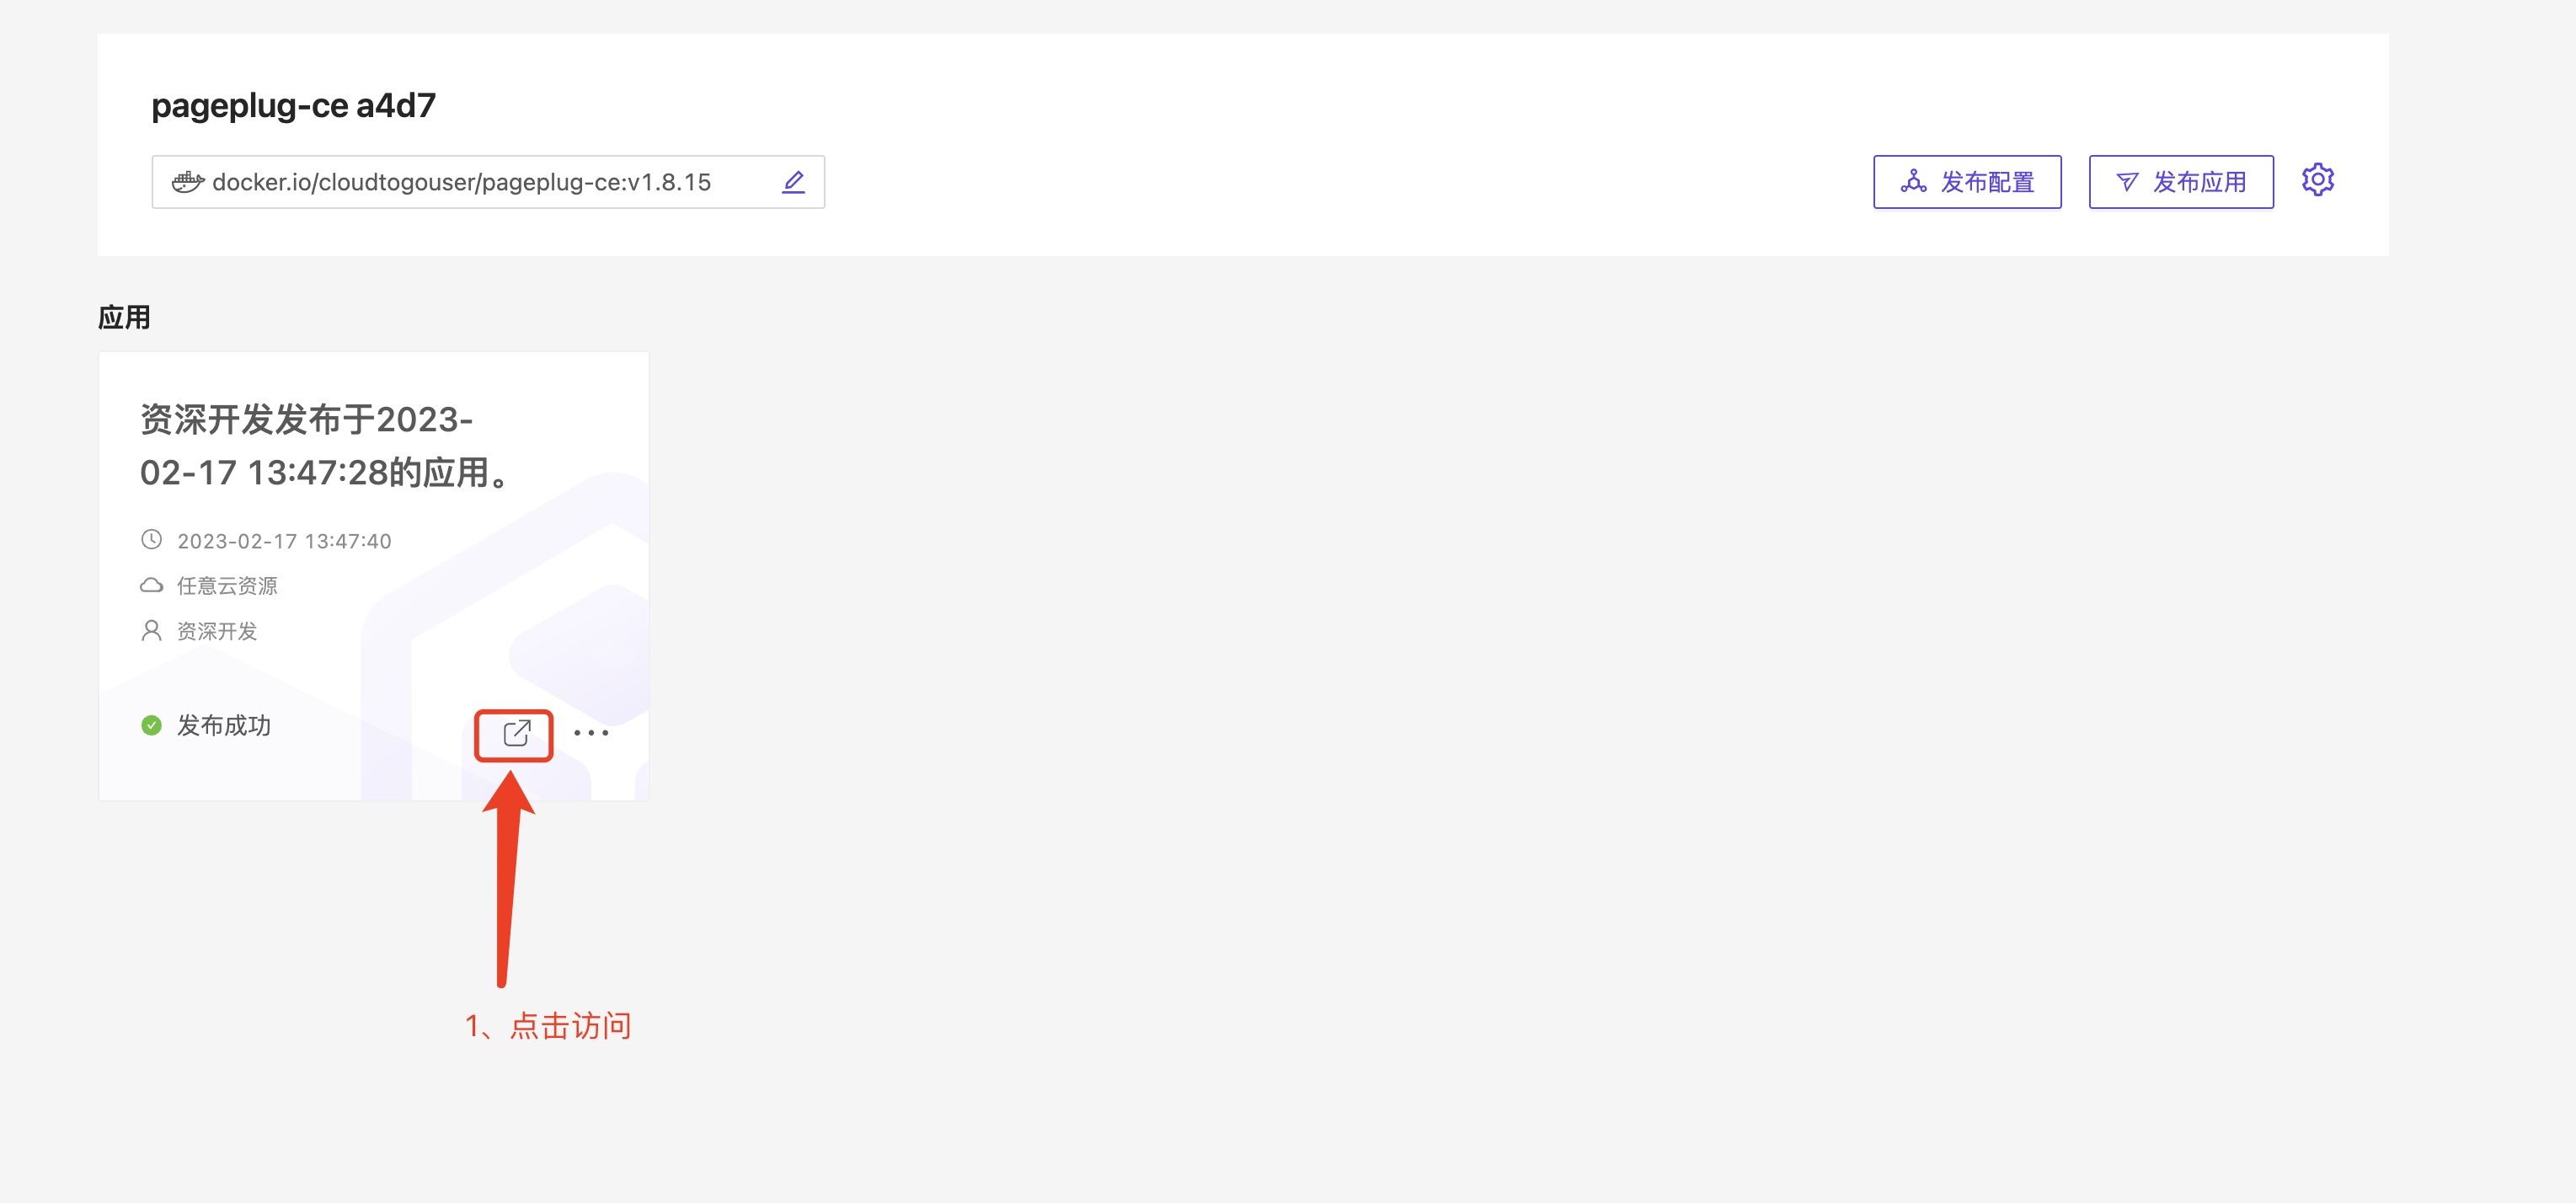 pageplug-ce a4d7
docker.io/cloudtogouser/pageplug-ce:v1.8.15
发布配置
发布应用
应用
资深开发发布于2023-
02-17 13:47:28的应用。
2023-02-17 13:47:40
任意云资源
资深开发
发布成功
1、点击访问